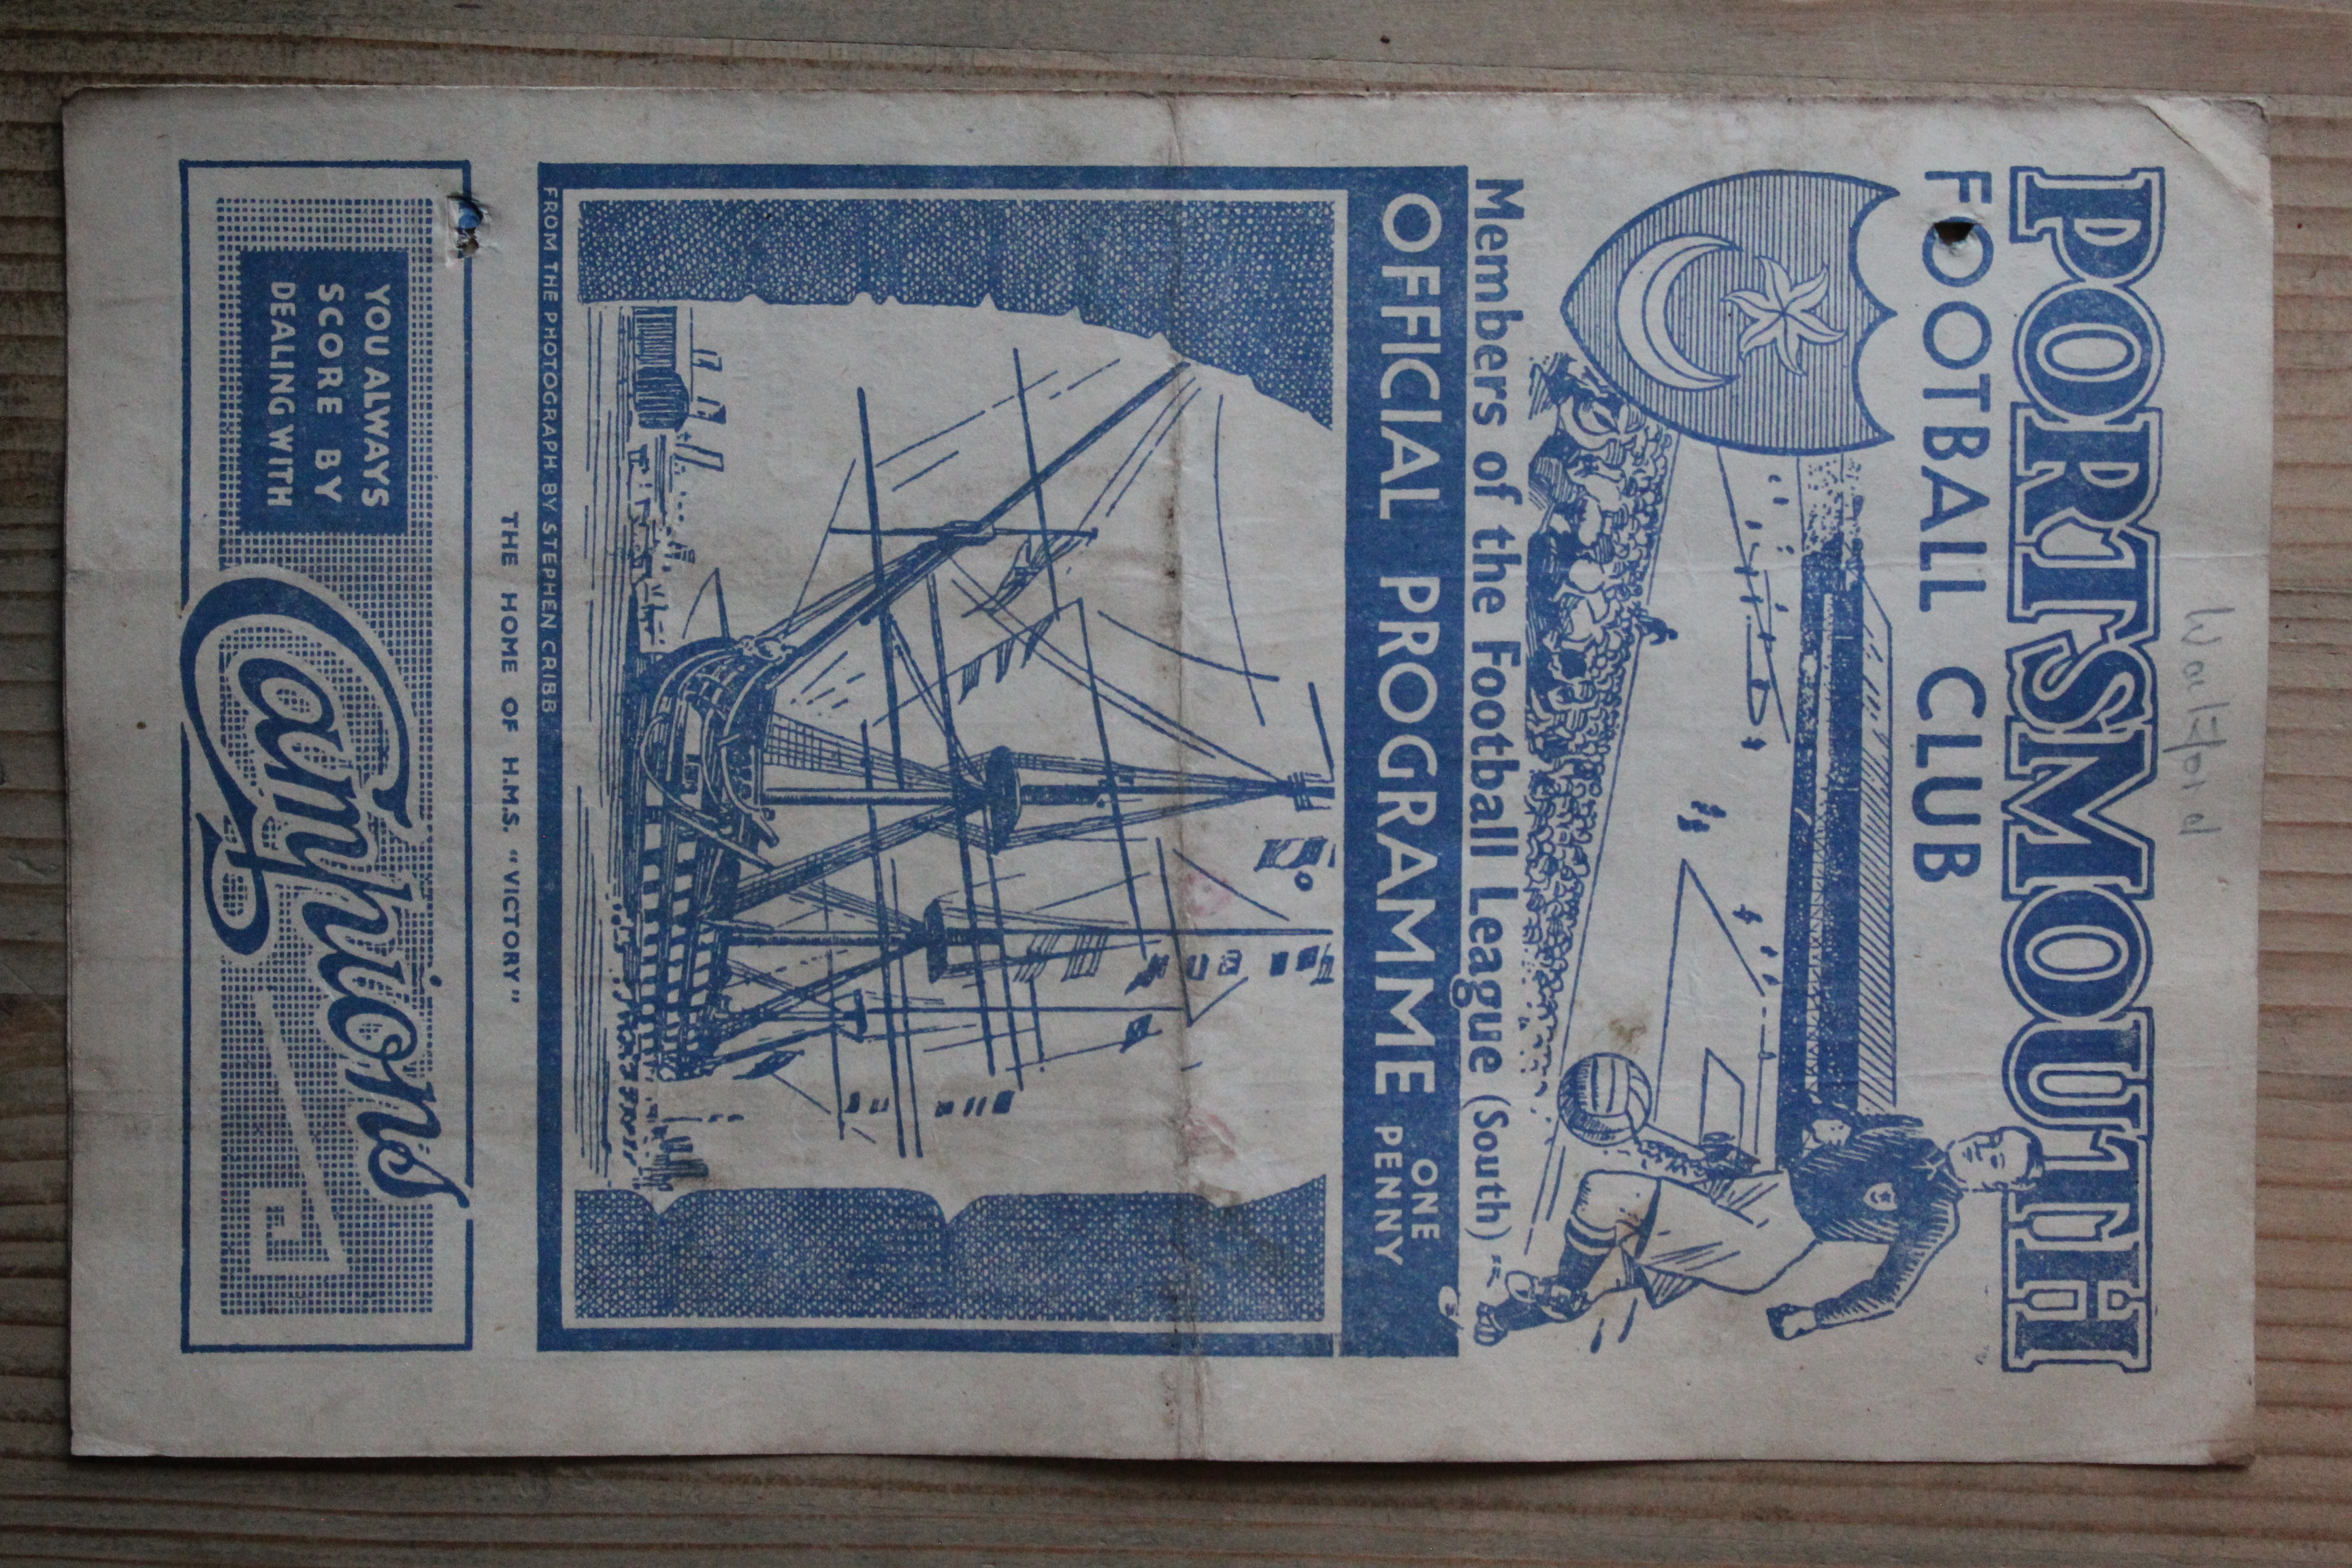 Watford
PORTSMOUTH
FOOTBALL CLUB
Members of the Football League (South)
OFFICIAL PROGRAMME ONE PENNY
FROM THE PHOTOGRAPH BY STEPHEN CRIBB
THE HOME OF H.M.S. "VICTORY"
YOU ALWAYS
SCORE BY
DEALING WITH
Campions